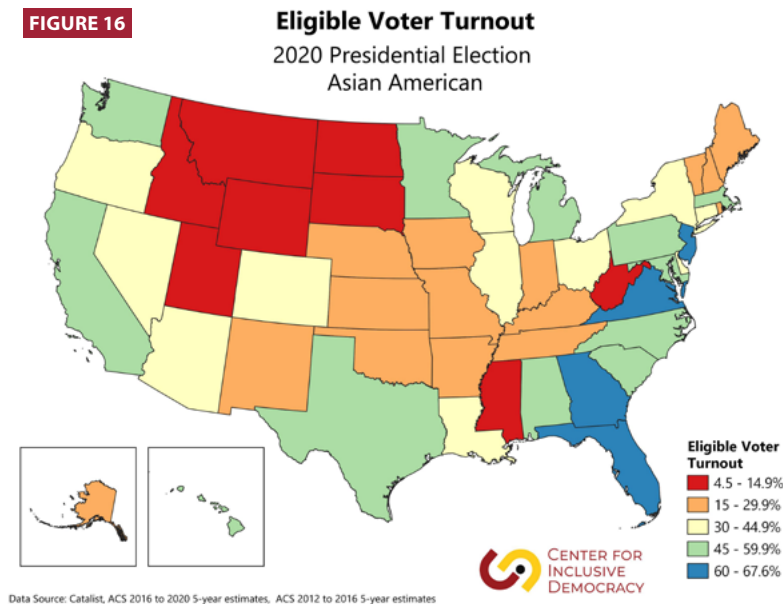 FIGURE 16
Eligible Voter Turnout
2020 Presidential Election
Asian American
Eligible Voter
Turnout
4.5 - 14.9%
15 - 29.9%
30 - 44.9%
45 - 59.9%
60 - 67.6%
CENTER FOR
INCLUSIVE
DEMOCRACY
Data Source: Catalist, ACS 2016 to 2020 5-year estimates, ACS 2012 to 2016 5-year estimates